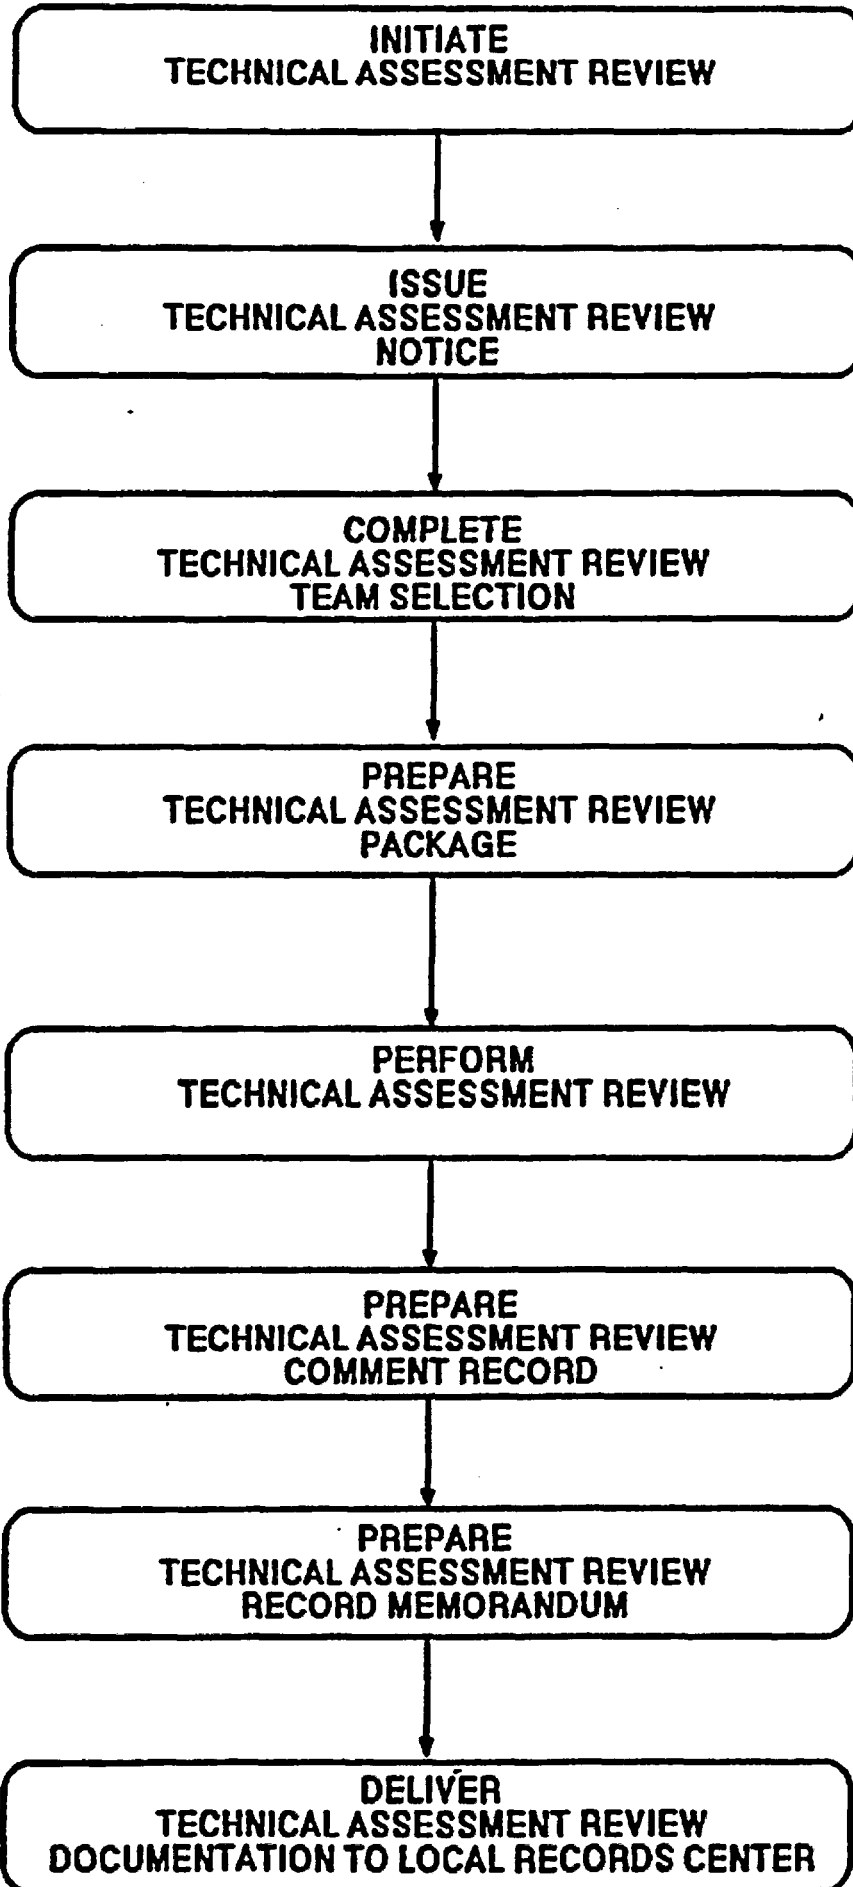 INITIATE
TECHNICAL ASSESSMENT REVIEW
ISSUE
TECHNICAL ASSESSMENT REVIEW
NOTICE
COMPLETE
TECHNICAL ASSESSMENT REVIEW
TEAM SELECTION
PREPARE
TECHNICAL ASSESSMENT REVIEW
PACKAGE
PERFORM
TECHNICAL ASSESSMENT REVIEW
PREPARE
TECHNICAL ASSESSMENT REVIEW
COMMENT RECORD
PREPARE
TECHNICAL ASSESSMENT REVIEW
RECORD MEMORANDUM
DELIVER
TECHNICAL ASSESSMENT REVIEW
DOCUMENTATION TO LOCAL RECORDS CENTER